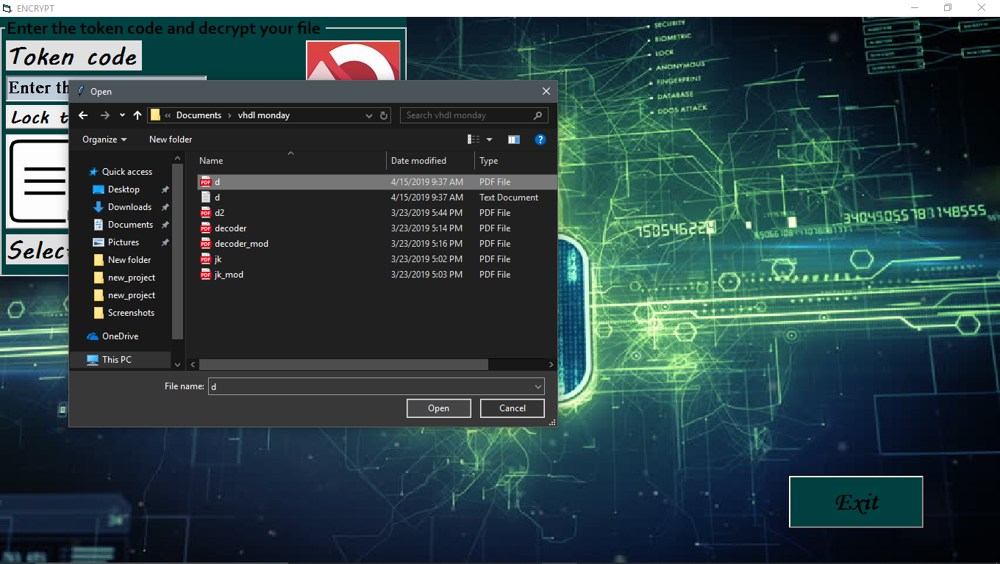 ENCRYPT
Enter the token code and decrypt your file
Token code
Enter th
Lock t
Select
Open
« Documents › vhdl monday
Search vhdl monday
Organize New folder
?
Name Date modified Type
Quick access
Desktop
Downloads
Documents
Pictures
New folder
new_project
new_project
Screenshots
OneDrive
This PC
PDF d 4/15/2019 9:37 AM PDF File
d 4/15/2019 9:37 AM Text Document
PDF d2 3/23/2019 5:44 PM PDF File
PDF decoder 3/23/2019 5:14 PM PDF File
PDF decoder_mod 3/23/2019 5:16 PM PDF File
PDF jk 3/23/2019 5:02 PM PDF File
PDF jk_mod 3/23/2019 5:03 PM PDF File
File name: d
Open Cancel
SECURITY
BIOMETRIC
LOCK
ANONYMOUS
FINGERPRINT
DATABASE
DDOS ATTACK
Exit